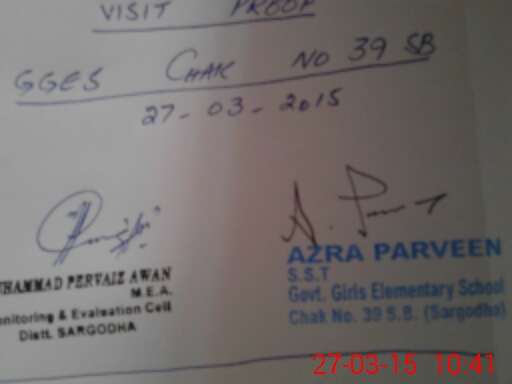 VISIT PROOF
GGES CHAK NO 39 SB
27-03-2015
A. P
HAMMAD PERVAIZ AWAN
M.E.A.
nitoring & Evaluation Cell
Distt. SARGODHA
AZRA PARVEEN
S.S.T
Govt. Girls Elementary School
Chak No. 39 S.B. (Sargodha)
27-03-15 10:41